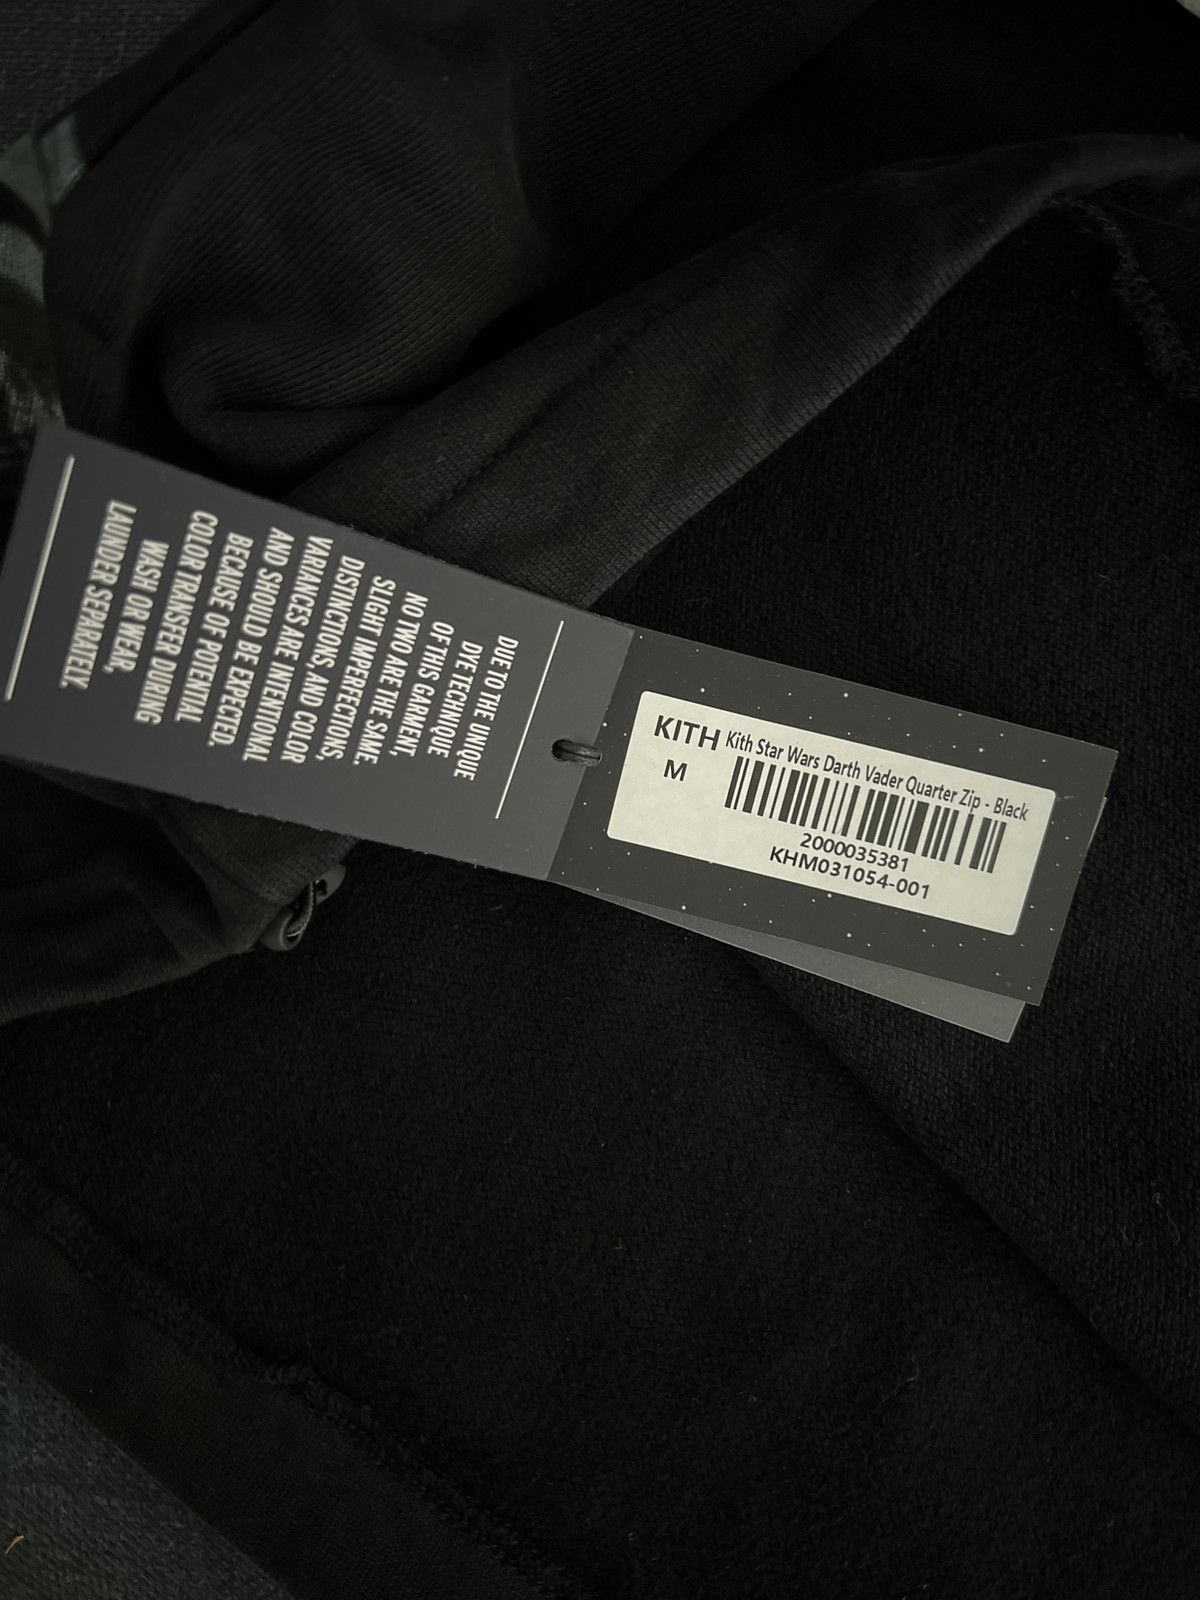 DUE TO THE UNIQUE
DYE TECHNIQUE
OF THIS GARMENT,
NO TWO ARE THE SAME.
SLIGHT IMPERFECTIONS,
DISTINCTIONS, AND COLOR
VARIANCES ARE INTENTIONAL
AND SHOULD BE EXPECTED.
BECAUSE OF POTENTIAL
COLOR TRANSFER DURING
WASH OR WEAR,
LAUNDER SEPARATELY.
KITH Kith Star Wars Darth Vader Quarter Zip - Black
M
2000035381
KHM031054-001